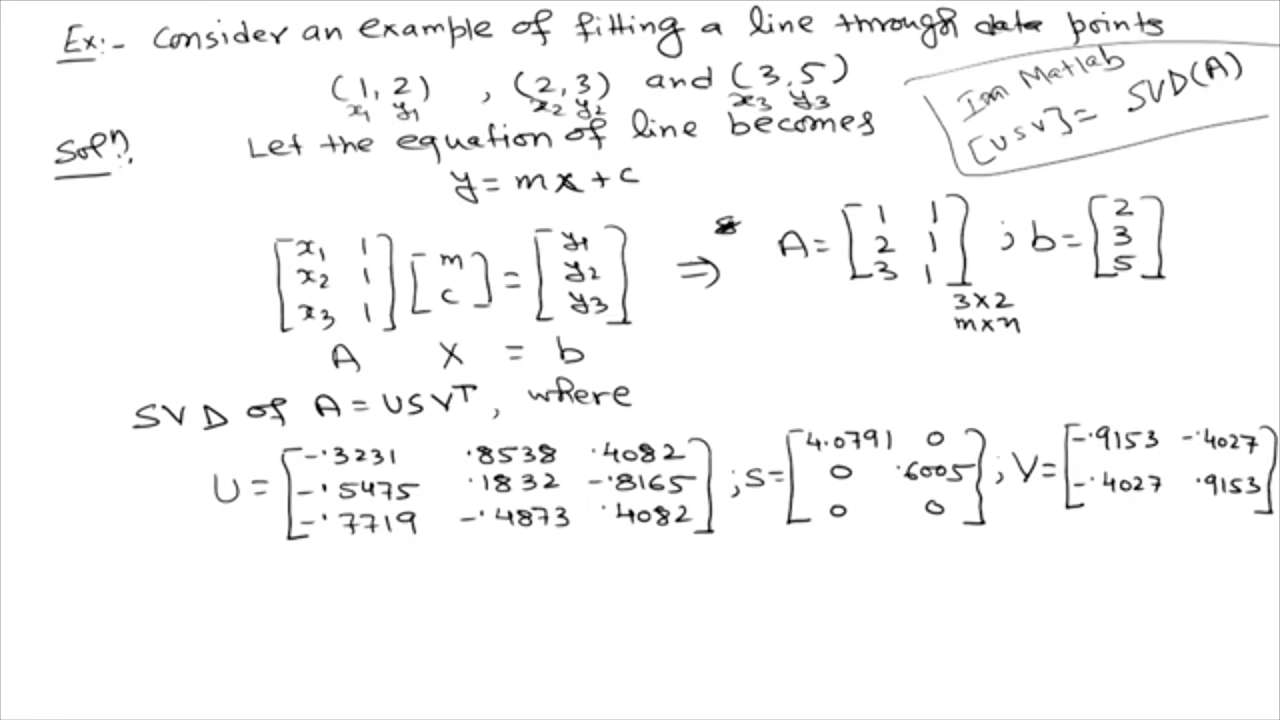 Ex:- Consider an example of fitting a line through data points
(1, 2) , (2, 3) and (3, 5)
x₁ y₁ x₂ y₂ x₃ y₃
Inn Matlab
[U S V] = SVD(A)
Solⁿ:. Let the equation of line becomes
y = mx + c
[x₁ 1; x₂ 1; x₃ 1] [m; c] = [y₁; y₂; y₃] ⇒ A = [1 1; 2 1; 3 1] ; b = [2; 3; 5]
3×2
m×n
A X = b
SVD of A = USVᵀ, where
U = [-.3231 .8538 .4082; -.5475 .1832 -.8165; -.7719 -.4873 .4082] ; S = [4.0791 0; 0 .6005; 0 0] ; V = [-.9153 -.4027; -.4027 .9153]